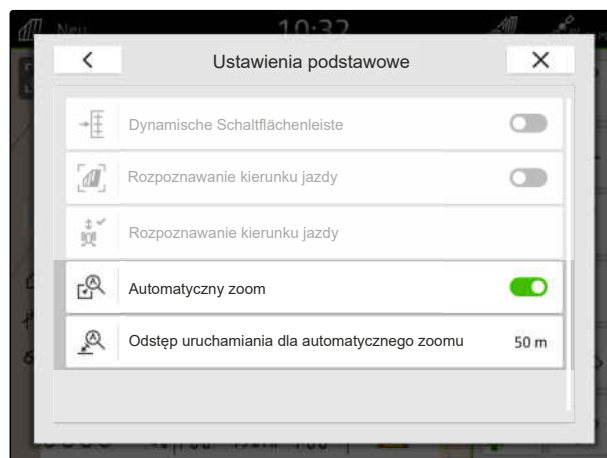 Neu 10:32
Ustawienia podstawowe
Dynamische Schaltflächenleiste
Rozpoznawanie kierunku jazdy
Rozpoznawanie kierunku jazdy
Automatyczny zoom
Odstęp uruchamiania dla automatycznego zoomu 50 m